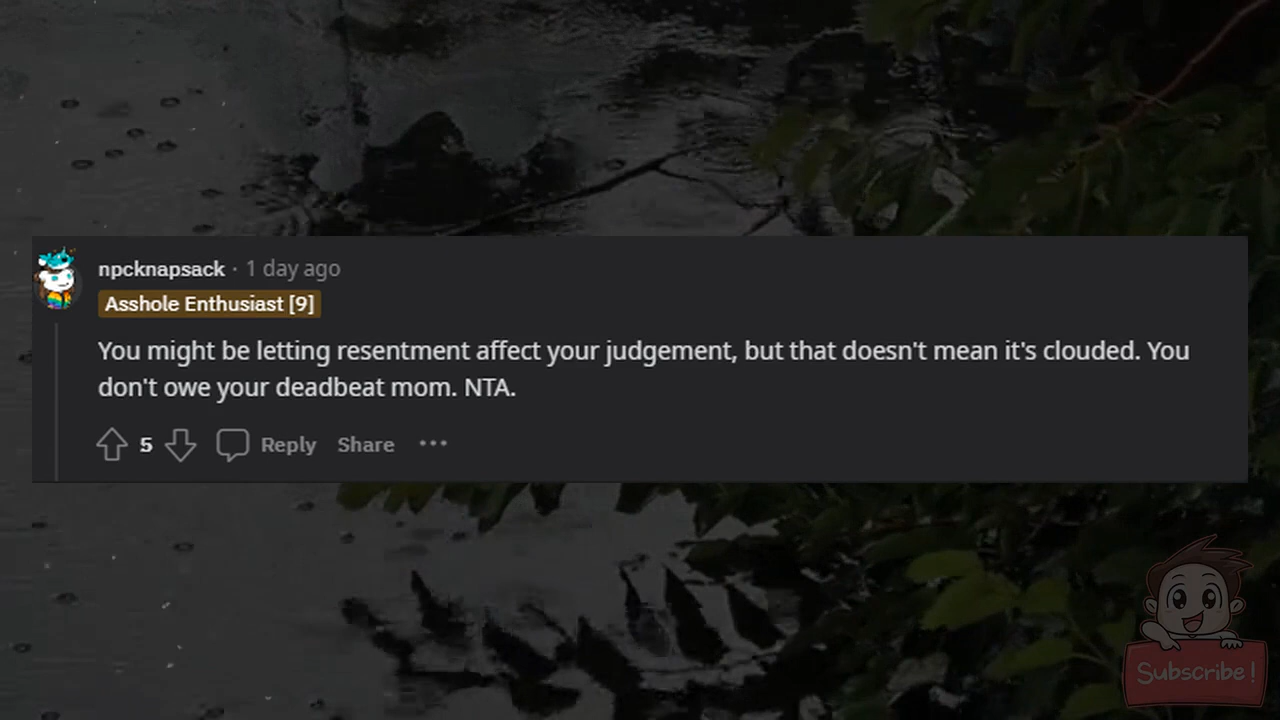 npcknapsack · 1 day ago
Asshole Enthusiast [9]
You might be letting resentment affect your judgement, but that doesn't mean it's clouded. You
don't owe your deadbeat mom. NTA.
5 Reply Share ···
Subscribe!